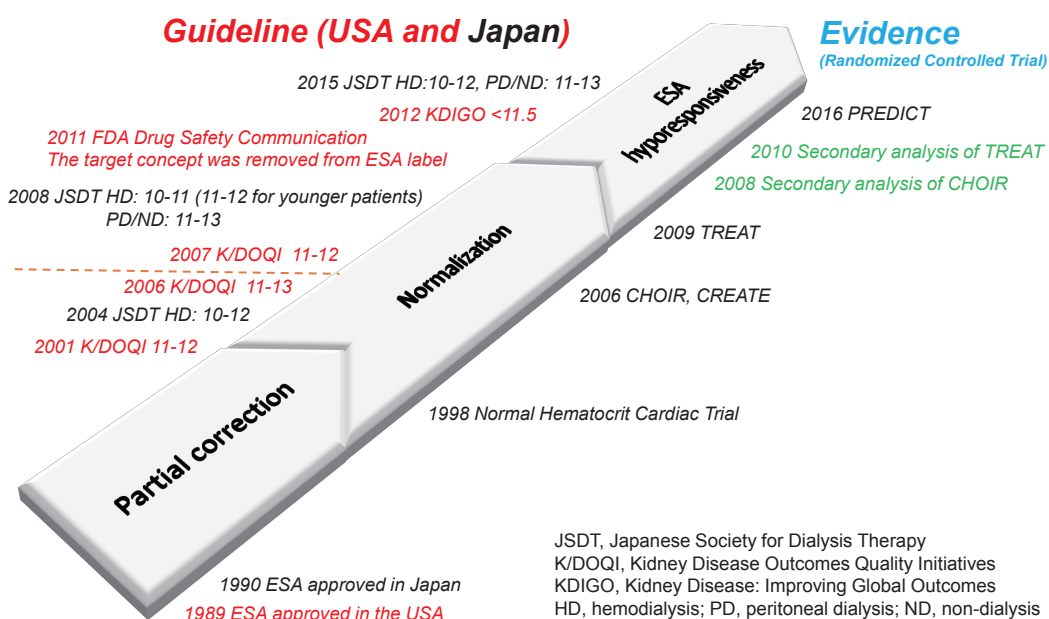 Guideline (USA and Japan)
2015 JSDT HD:10-12, PD/ND: 11-13
2012 KDIGO <11.5
2011 FDA Drug Safety Communication
The target concept was removed from ESA label
2008 JSDT HD: 10-11 (11-12 for younger patients)
PD/ND: 11-13
2007 K/DOQI 11-12
2006 K/DOQI 11-13
2004 JSDT HD: 10-12
2001 K/DOQI 11-12
Partial correction
Normalization
ESA
hyporesponsiveness
Evidence
(Randomized Controlled Trial)
2016 PREDICT
2010 Secondary analysis of TREAT
2008 Secondary analysis of CHOIR
2009 TREAT
2006 CHOIR, CREATE
1998 Normal Hematocrit Cardiac Trial
1990 ESA approved in Japan
1989 ESA approved in the USA
JSDT, Japanese Society for Dialysis Therapy
K/DOQI, Kidney Disease Outcomes Quality Initiatives
KDIGO, Kidney Disease: Improving Global Outcomes
HD, hemodialysis; PD, peritoneal dialysis; ND, non-dialysis